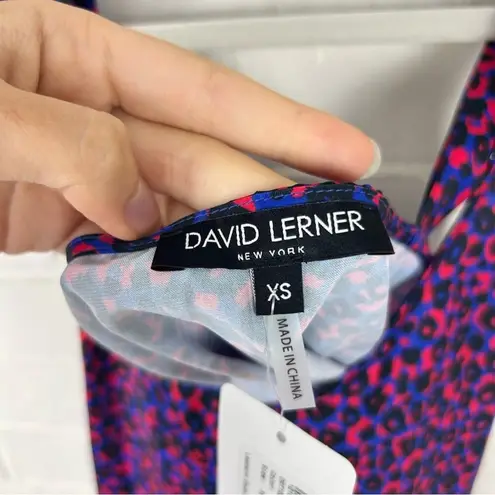 DAVID LERNER
NEW YORK
XS
MADE IN CHINA